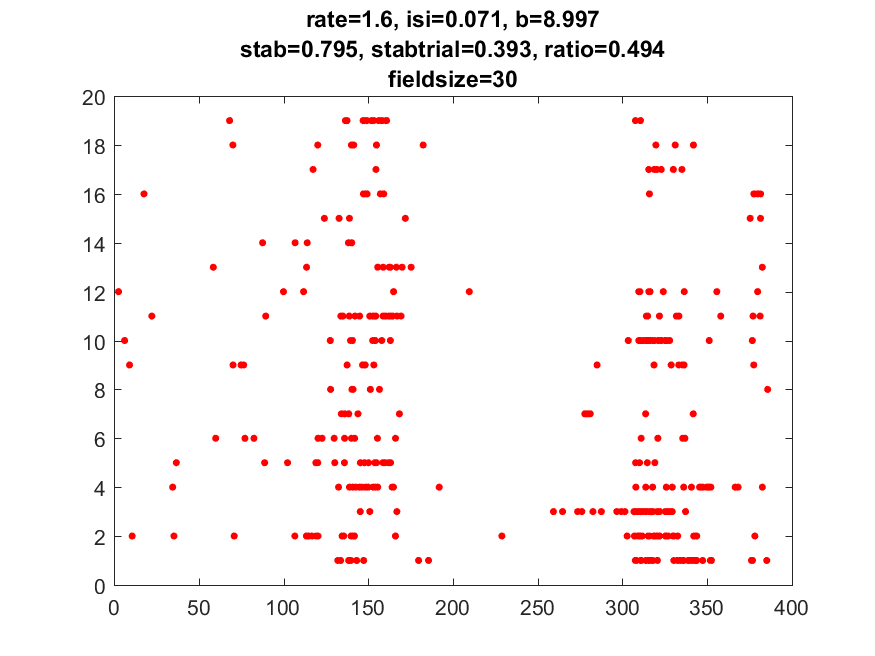 rate=1.6, isi=0.071, b=8.997
stab=0.795, stabtrial=0.393, ratio=0.494
fieldsize=30
20
18
16
14
12
10
8
6
4
2
0
0 50 100 150 200 250 300 350 400